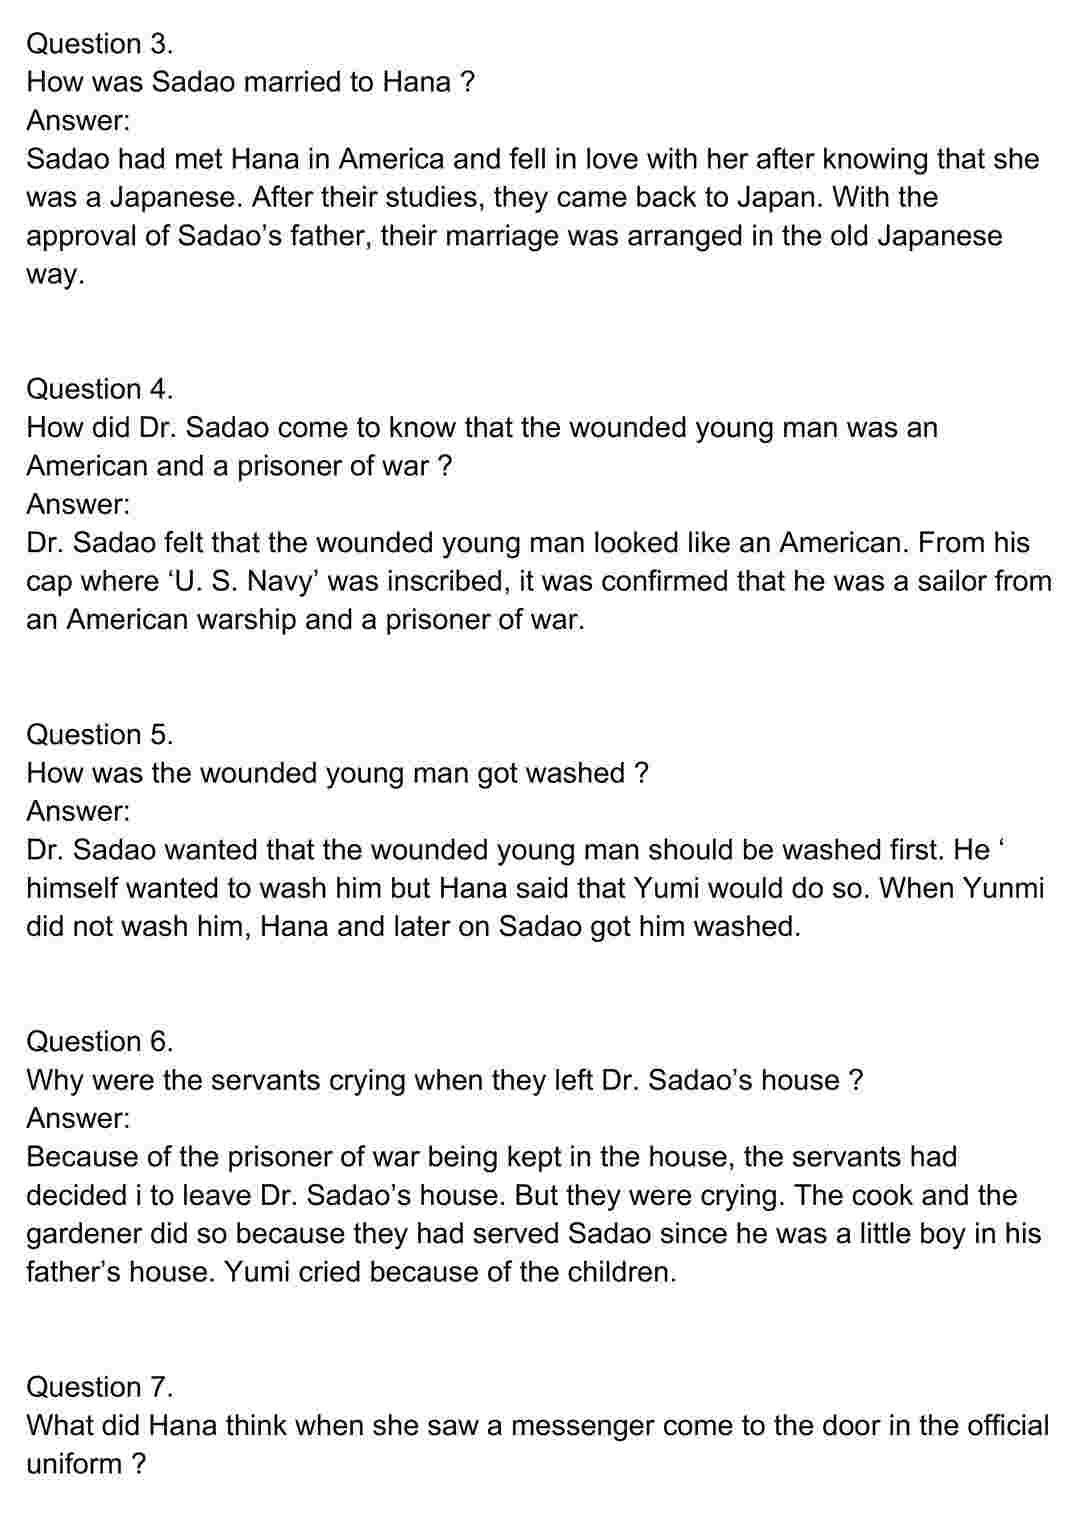 Question 3.
How was Sadao married to Hana ?
Answer:
Sadao had met Hana in America and fell in love with her after knowing that she
was a Japanese. After their studies, they came back to Japan. With the
approval of Sadao’s father, their marriage was arranged in the old Japanese
way.
Question 4.
How did Dr. Sadao come to know that the wounded young man was an
American and a prisoner of war ?
Answer:
Dr. Sadao felt that the wounded young man looked like an American. From his
cap where ‘U. S. Navy’ was inscribed, it was confirmed that he was a sailor from
an American warship and a prisoner of war.
Question 5.
How was the wounded young man got washed ?
Answer:
Dr. Sadao wanted that the wounded young man should be washed first. He ‘
himself wanted to wash him but Hana said that Yumi would do so. When Yunmi
did not wash him, Hana and later on Sadao got him washed.
Question 6.
Why were the servants crying when they left Dr. Sadao’s house ?
Answer:
Because of the prisoner of war being kept in the house, the servants had
decided i to leave Dr. Sadao’s house. But they were crying. The cook and the
gardener did so because they had served Sadao since he was a little boy in his
father’s house. Yumi cried because of the children.
Question 7.
What did Hana think when she saw a messenger come to the door in the official
uniform ?